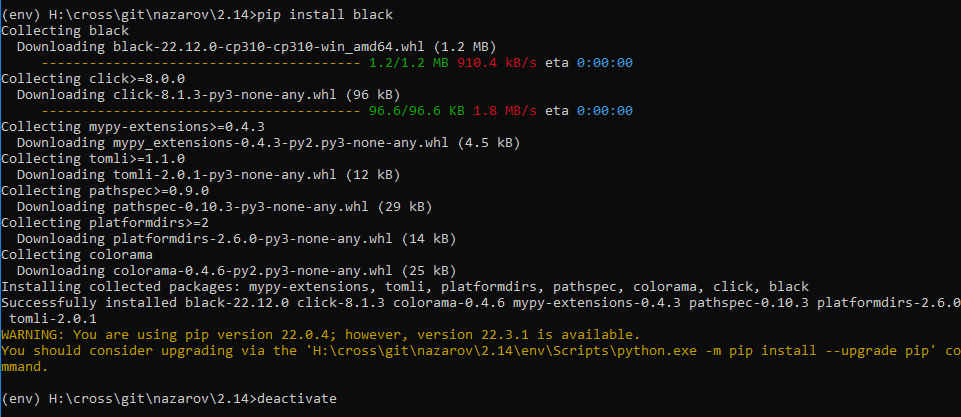 (env) H:\cross\git\nazarov\2.14>pip install black
Collecting black
  Downloading black-22.12.0-cp310-cp310-win_amd64.whl (1.2 MB)
     ---------------------------------------- 1.2/1.2 MB 910.4 kB/s eta 0:00:00
Collecting click>=8.0.0
  Downloading click-8.1.3-py3-none-any.whl (96 kB)
     ---------------------------------------- 96.6/96.6 KB 1.8 MB/s eta 0:00:00
Collecting mypy-extensions>=0.4.3
  Downloading mypy_extensions-0.4.3-py2.py3-none-any.whl (4.5 kB)
Collecting tomli>=1.1.0
  Downloading tomli-2.0.1-py3-none-any.whl (12 kB)
Collecting pathspec>=0.9.0
  Downloading pathspec-0.10.3-py3-none-any.whl (29 kB)
Collecting platformdirs>=2
  Downloading platformdirs-2.6.0-py3-none-any.whl (14 kB)
Collecting colorama
  Downloading colorama-0.4.6-py2.py3-none-any.whl (25 kB)
Installing collected packages: mypy-extensions, tomli, platformdirs, pathspec, colorama, click, black
Successfully installed black-22.12.0 click-8.1.3 colorama-0.4.6 mypy-extensions-0.4.3 pathspec-0.10.3 platformdirs-2.6.0
 tomli-2.0.1
WARNING: You are using pip version 22.0.4; however, version 22.3.1 is available.
You should consider upgrading via the 'H:\cross\git\nazarov\2.14\env\Scripts\python.exe -m pip install --upgrade pip' co
mmand.
(env) H:\cross\git\nazarov\2.14>deactivate